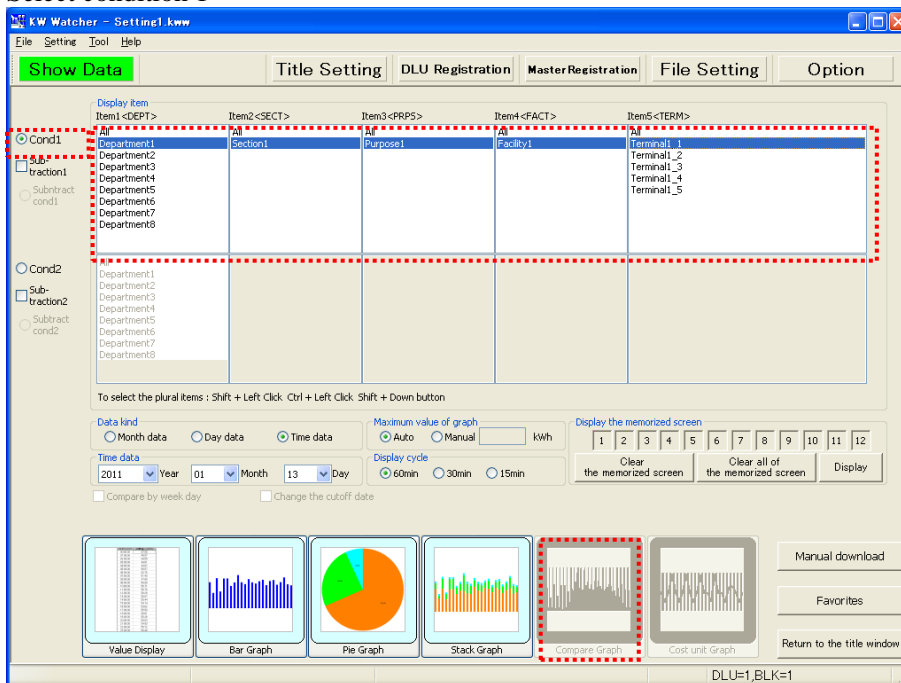 Select condition 1
KW Watcher - Setting1.kww
File Setting Tool Help
Show Data Title Setting DLU Registration Master Registration File Setting Option
Display item
Item1<DEPT> Item2<SECT> Item3<PRPS> Item4<FACT> Item5<TERM>
All All All All All
Cond1 Department1 Section1 Purpose1 Facility1 Terminal1_1
Department2 Terminal1_2
Sub-
traction1 Department3 Terminal1_3
Department4 Terminal1_4
Subntract
cond1 Department5 Terminal1_5
Department6
Department7
Department8
Cond2 All
Department1
Sub-
traction2 Department2
Department3
Department4
Subtract
cond2 Department5
Department6
Department7
Department8
To select the plural items : Shift + Left Click Ctrl + Left Click Shift + Down button
Data kind Maximum value of graph Display the memorized screen
Month data Day data Time data Auto Manual kWh 1 2 3 4 5 6 7 8 9 10 11 12
Time data Display cycle
2011 Year 01 Month 13 Day 60min 30min 15min
Clear
the memorized screen
Clear all of
the memorized screen
Display
Compare by week day Change the cutoff date
Manual download
Favorites
Return to the title window
Value Display Bar Graph Pie Graph Stack Graph Compare Graph Cost unit Graph
DLU=1,BLK=1